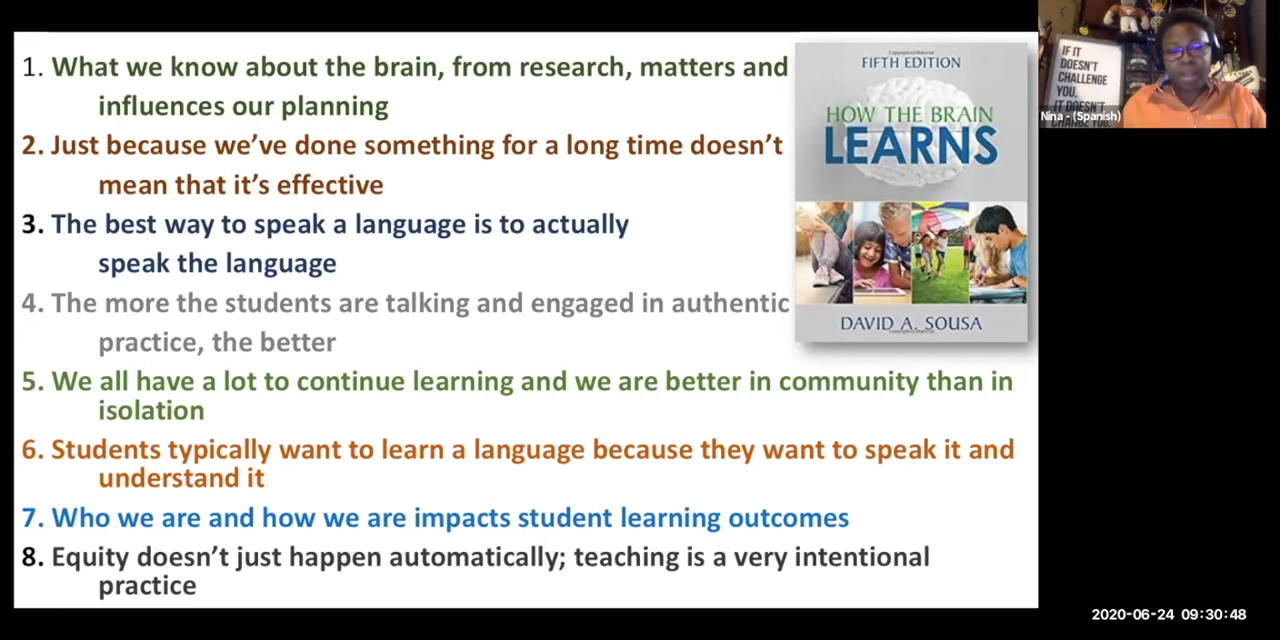 1. What we know about the brain, from research, matters and
influences our planning
2. Just because we’ve done something for a long time doesn’t
mean that it’s effective
3. The best way to speak a language is to actually
speak the language
4. The more the students are talking and engaged in authentic
practice, the better
5. We all have a lot to continue learning and we are better in community than in
isolation
6. Students typically want to learn a language because they want to speak it and
understand it
7. Who we are and how we are impacts student learning outcomes
8. Equity doesn’t just happen automatically; teaching is a very intentional
practice
Copyrighted Material
FIFTH EDITION
HOW THE BRAIN
LEARNS
DAVID A. SOUSA
Copyrighted Material
IF IT
DOESN'T
CHALLENGE
YOU,
IT DOESN'T
CHANGE YOU.
Nina - (Spanish)
2020-06-24 09:30:48